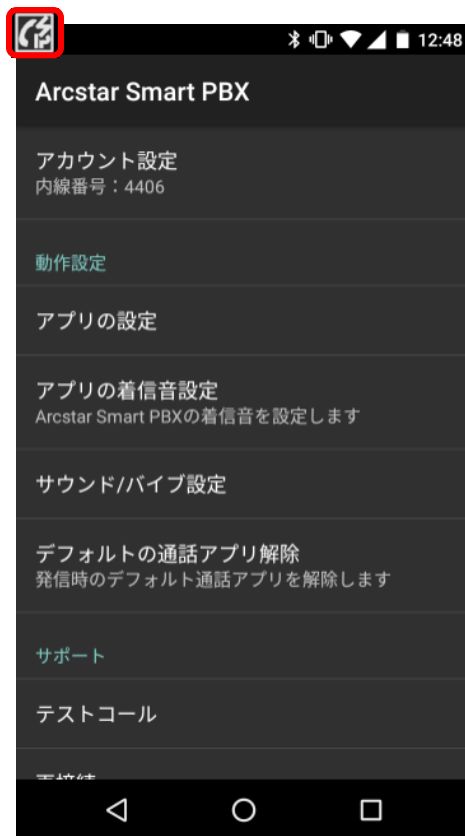 12:48
Arcstar Smart PBX
アカウント設定
内線番号：4406
動作設定
アプリの設定
アプリの着信音設定
Arcstar Smart PBXの着信音を設定します
サウンド/バイブ設定
デフォルトの通話アプリ解除
発信時のデフォルト通話アプリを解除します
サポート
テストコール